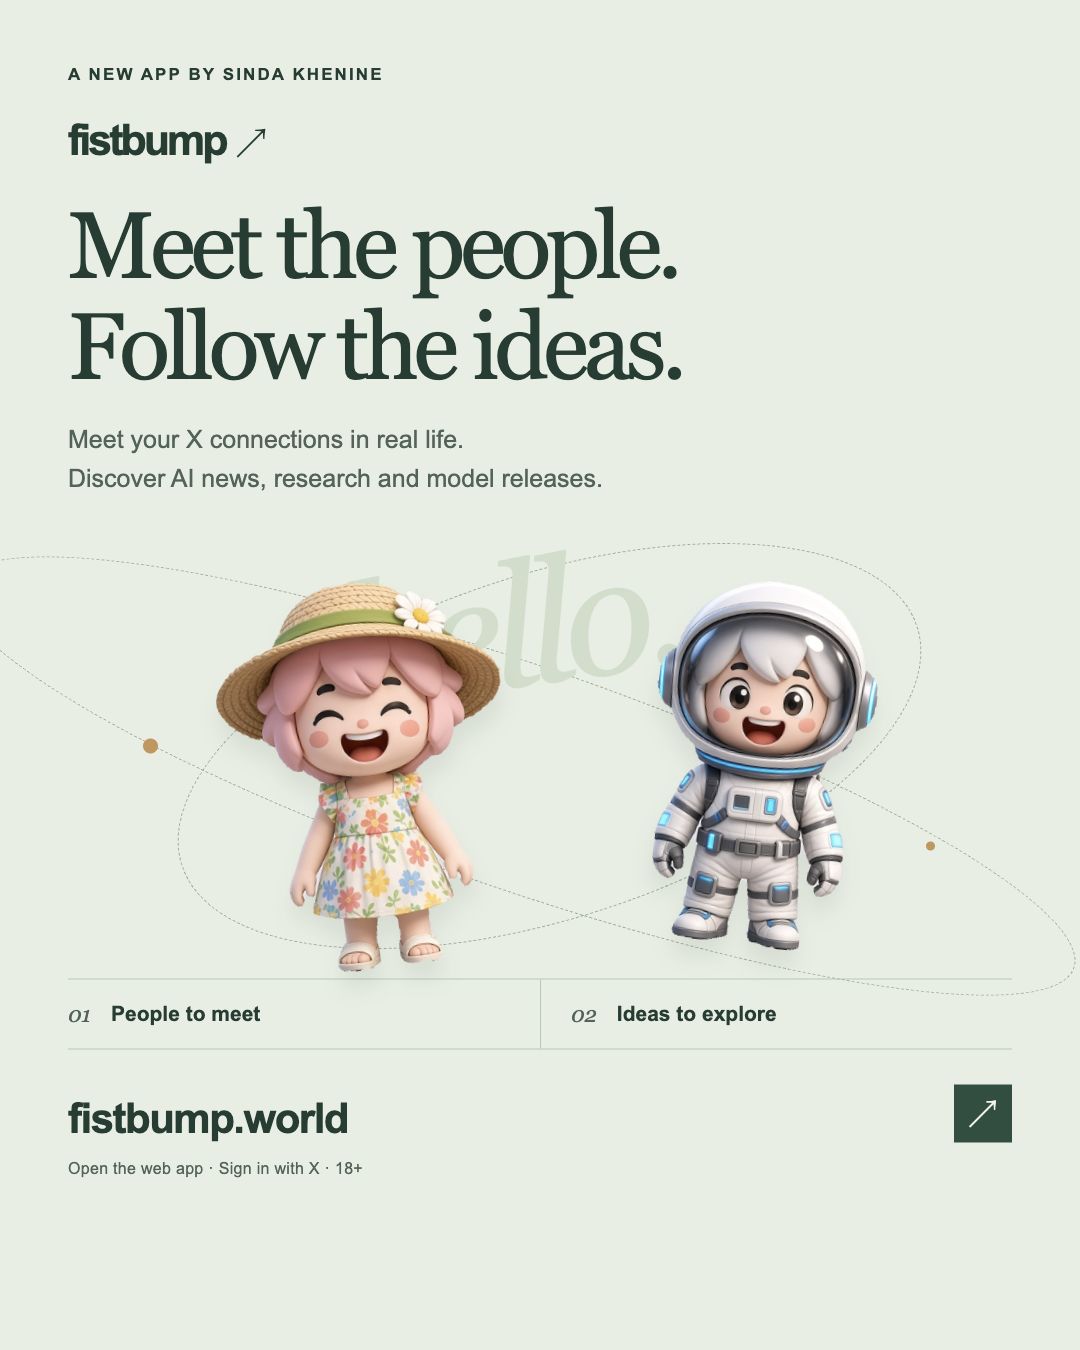 A NEW APP BY SINDA KHENINE
fistbump
Meet the people.
Follow the ideas.
Meet your X connections in real life.
Discover AI news, research and model releases.
ello.
01 People to meet
02 Ideas to explore
fistbump.world
Open the web app · Sign in with X · 18+